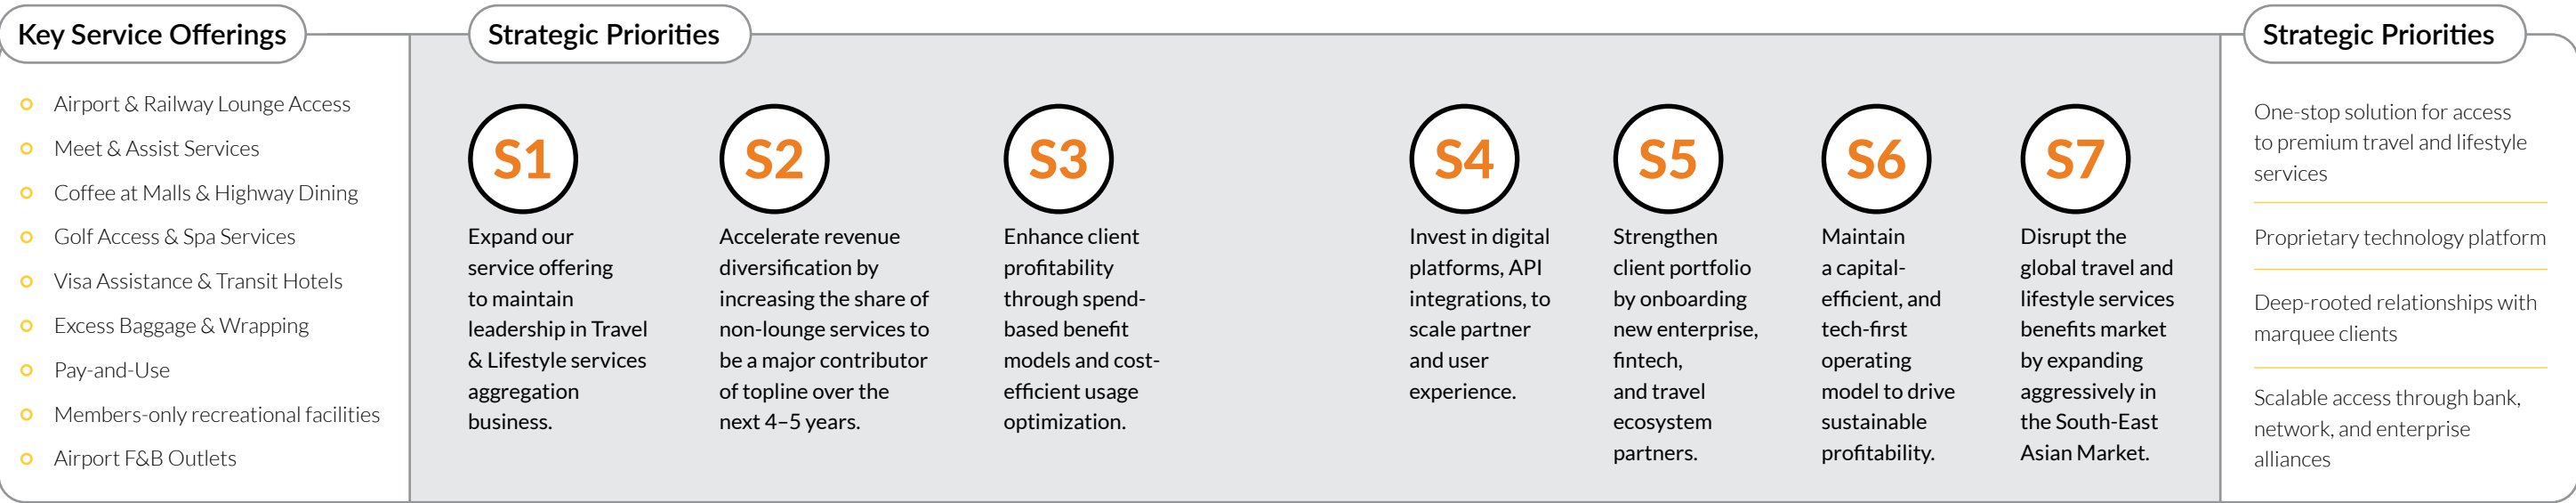 Key Service Offerings
Airport & Railway Lounge Access
Meet & Assist Services
Coffee at Malls & Highway Dining
Golf Access & Spa Services
Visa Assistance & Transit Hotels
Excess Baggage & Wrapping
Pay-and-Use
Members-only recreational facilities
Airport F&B Outlets
Strategic Priorities
S1
Expand our
service offering
to maintain
leadership in Travel
& Lifestyle services
aggregation
business.
S2
Accelerate revenue
diversification by
increasing the share of
non-lounge services to
be a major contributor
of topline over the
next 4–5 years.
S3
Enhance client
profitability
through spend-
based benefit
models and cost-
efficient usage
optimization.
S4
Invest in digital
platforms, API
integrations, to
scale partner
and user
experience.
S5
Strengthen
client portfolio
by onboarding
new enterprise,
fintech,
and travel
ecosystem
partners.
S6
Maintain
a capital-
efficient, and
tech-first
operating
model to drive
sustainable
profitability.
S7
Disrupt the
global travel and
lifestyle services
benefits market
by expanding
aggressively in
the South-East
Asian Market.
Strategic Priorities
One-stop solution for access
to premium travel and lifestyle
services
Proprietary technology platform
Deep-rooted relationships with
marquee clients
Scalable access through bank,
network, and enterprise
alliances